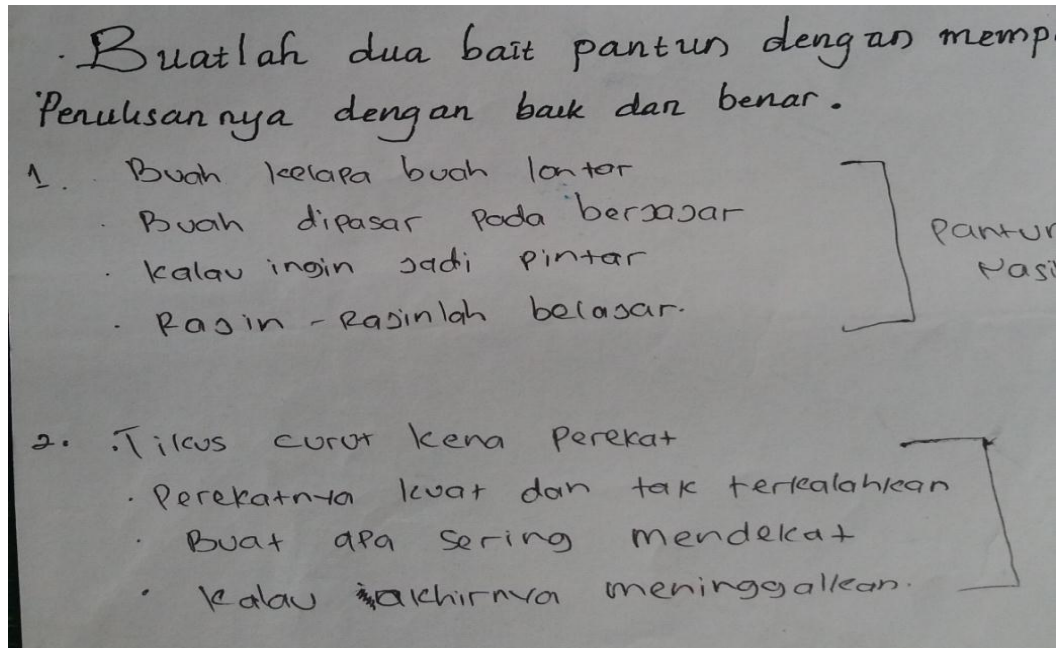 . Buatlah dua bait pantun dengan memp
Penulisannya dengan baik dan benar.
1. Buah kelapa buah lontar
. Buah dipasar pada berjajar
. kalau ingin jadi pintar
. Rajin - Rajinlah belajar.
Pantun
Nasi
2. . Tikus curut kena Perekat
. Perekatnya kuat dan tak terkalahkan
. Buat apa sering mendekat
. kalau akhirnya meninggalkan.